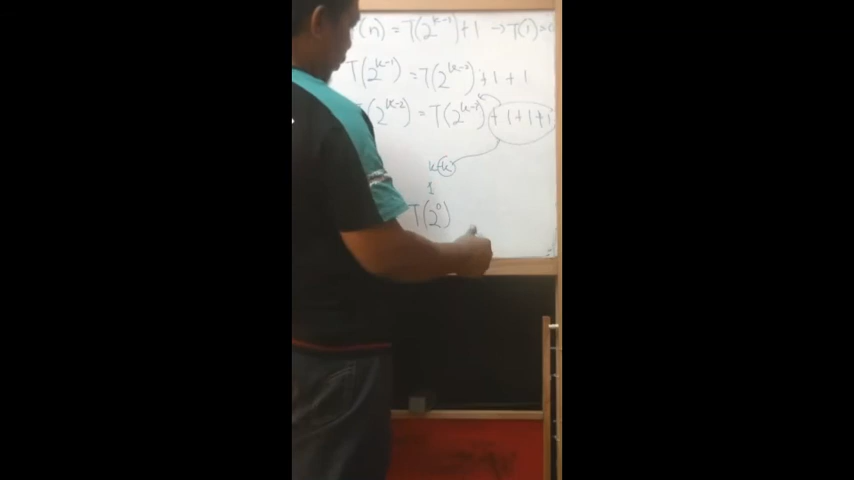 (n) = T(2^{k-1}) + 1 → T(1) = 0
T(2^{k-1}) = T(2^{k-2}) + 1 + 1
T(2^{k-2}) = T(2^{k-3}) + 1 + 1 + 1
k-k
1
T(2^0)